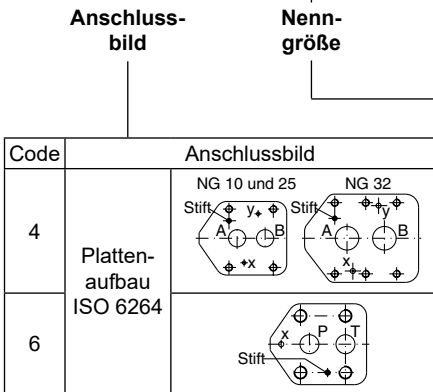 Anschluss-
bild
Nenn-
größe
Code Anschlussbild
4
Platten-
aufbau
ISO 6264
NG 10 und 25 NG 32
Stift y Stift y
A B A B
x x
6
x P T
Stift